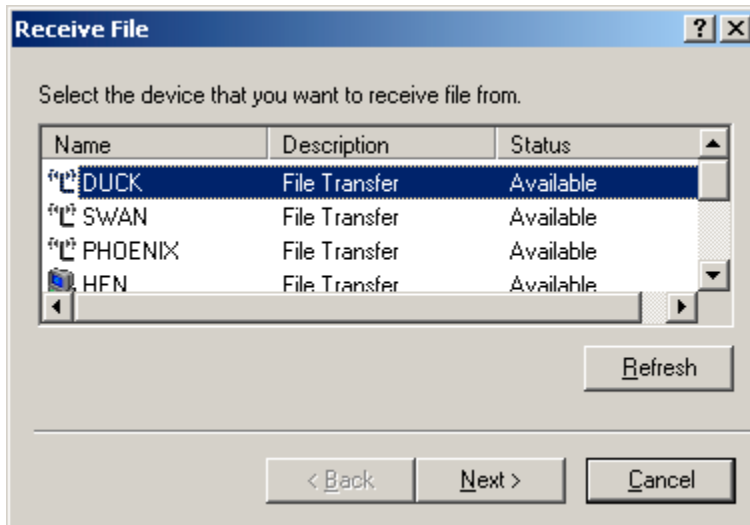 Receive File
Select the device that you want to receive file from.
Name Description Status
DUCK File Transfer Available
SWAN File Transfer Available
PHOENIX File Transfer Available
HEN File Transfer Available
Refresh
< Back Next > Cancel